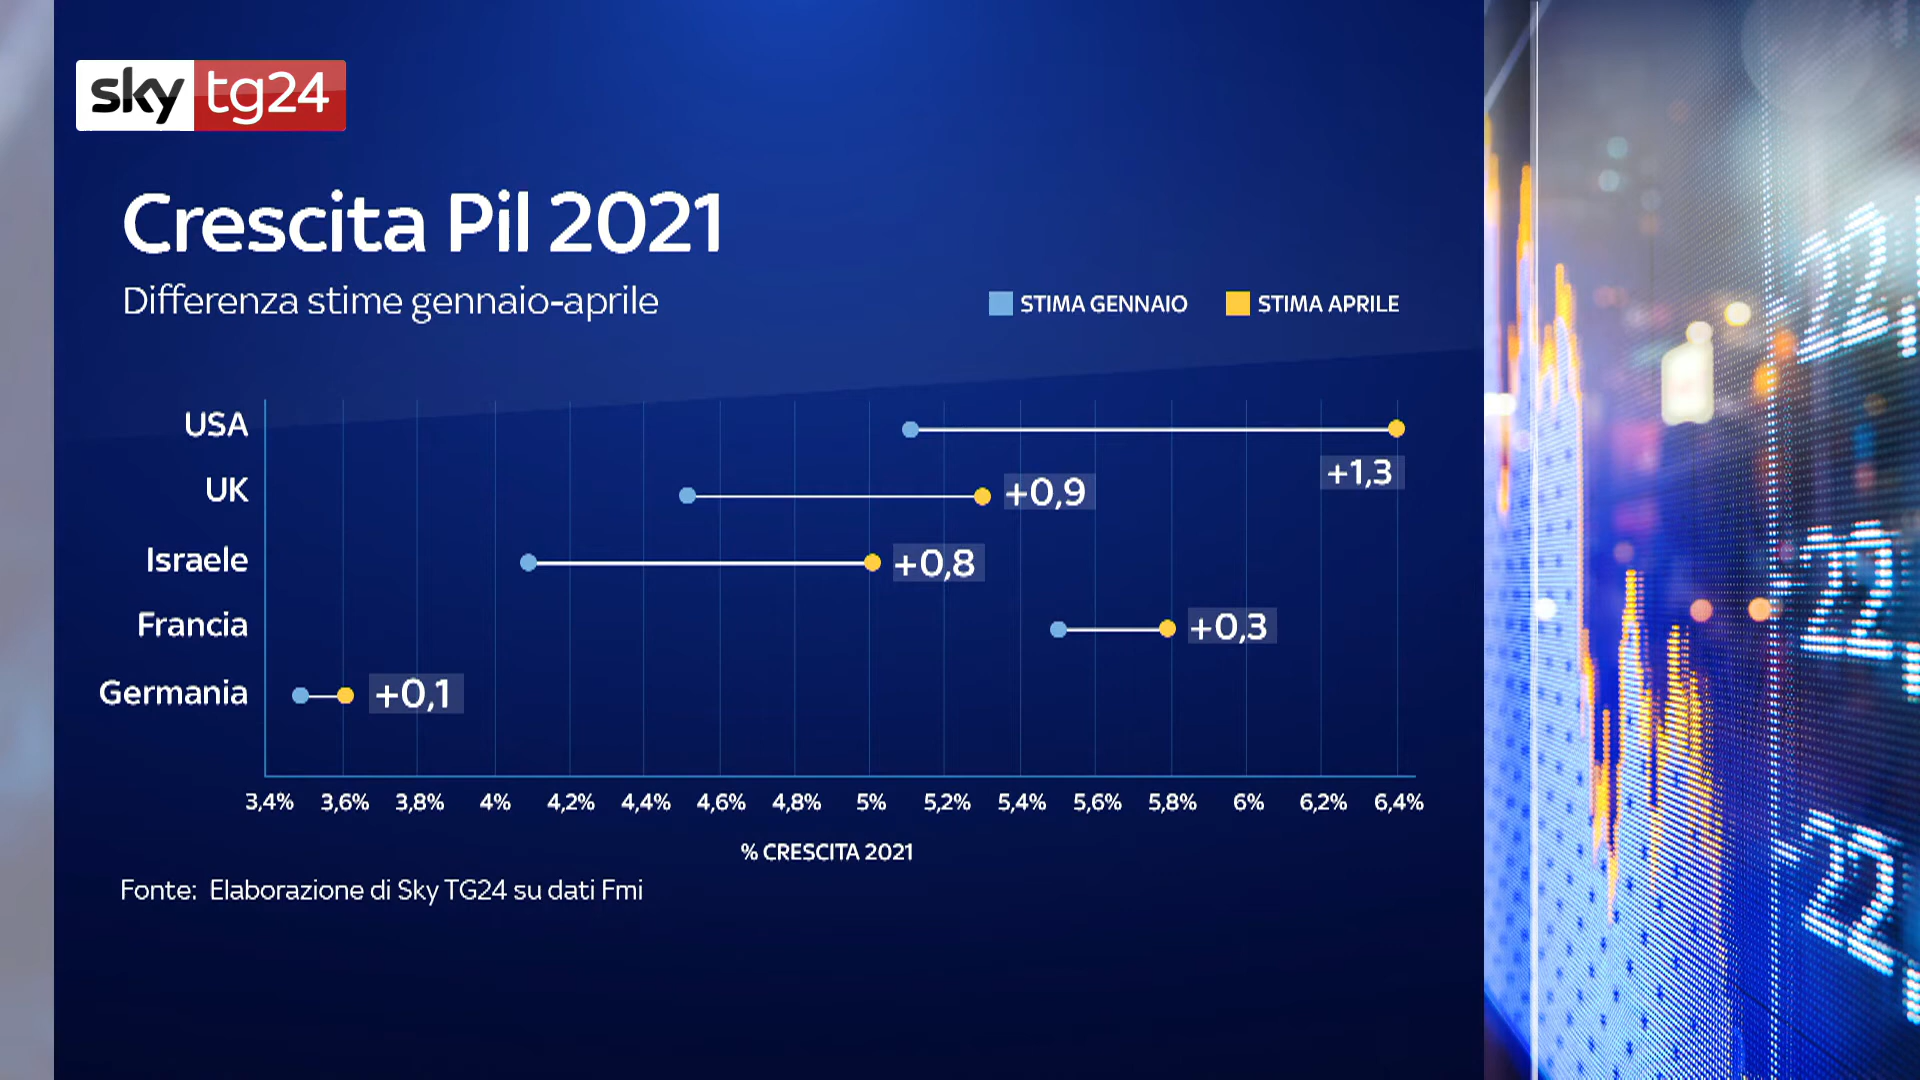 sky tg24
Crescita Pil 2021
Differenza stime gennaio-aprile
STIMA GENNAIO STIMA APRILE
USA
+1,3
UK +0,9
Israele +0,8
Francia +0,3
Germania +0,1
3,4% 3,6% 3,8% 4% 4,2% 4,4% 4,6% 4,8% 5% 5,2% 5,4% 5,6% 5,8% 6% 6,2% 6,4%
% CRESCITA 2021
Fonte: Elaborazione di Sky TG24 su dati Fmi